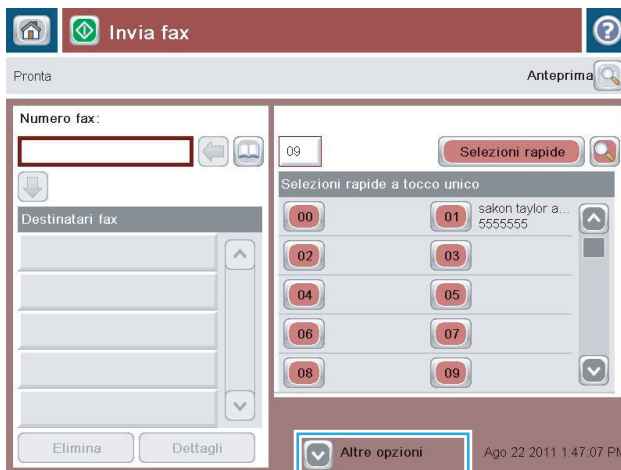 Invia fax
Pronta
Anteprima
Numero fax:
09
Selezioni rapide
Selezioni rapide a tocco unico
Destinatari fax
00
01
sakon taylor a...
5555555
02
03
04
05
06
07
08
09
Elimina
Dettagli
Altre opzioni
Ago 22 2011 1:47:07 PM